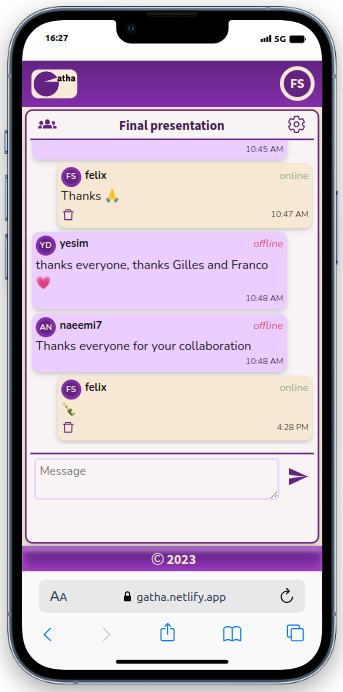 16:27
5G
atha
FS
Final presentation
10:45 AM
FS felix online
Thanks 🙏
10:47 AM
YD yesim offline
thanks everyone, thanks Gilles and Franco
💗
10:48 AM
AN naeemi7 offline
Thanks everyone for your collaboration
10:48 AM
FS felix online
🍾
4:28 PM
Message
© 2023
AA gatha.netlify.app